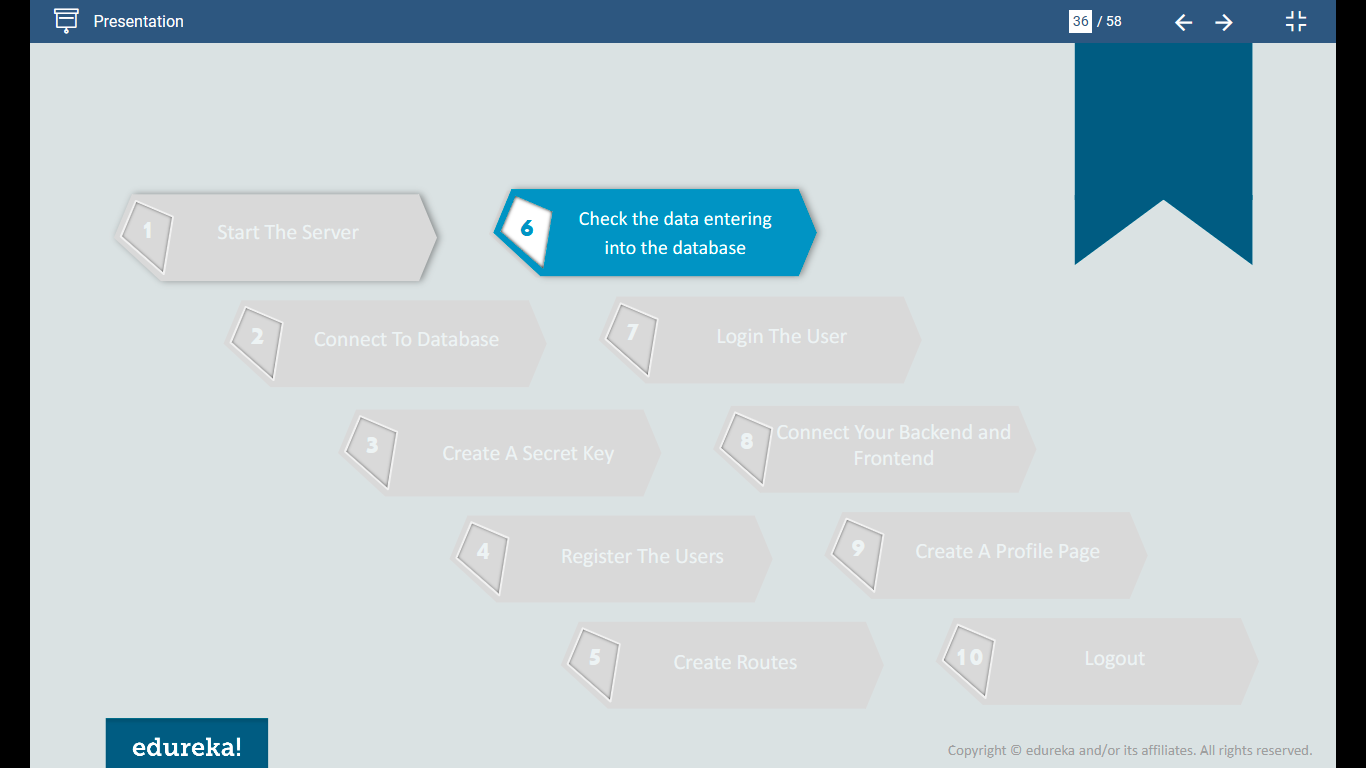 Presentation
36 / 58
1
Start The Server
2
Connect To Database
3
Create A Secret Key
4
Register The Users
5
Create Routes
6
Check the data entering
into the database
7
Login The User
8
Connect Your Backend and
Frontend
9
Create A Profile Page
10
Logout
edureka!
Copyright © edureka and/or its affiliates. All rights reserved.